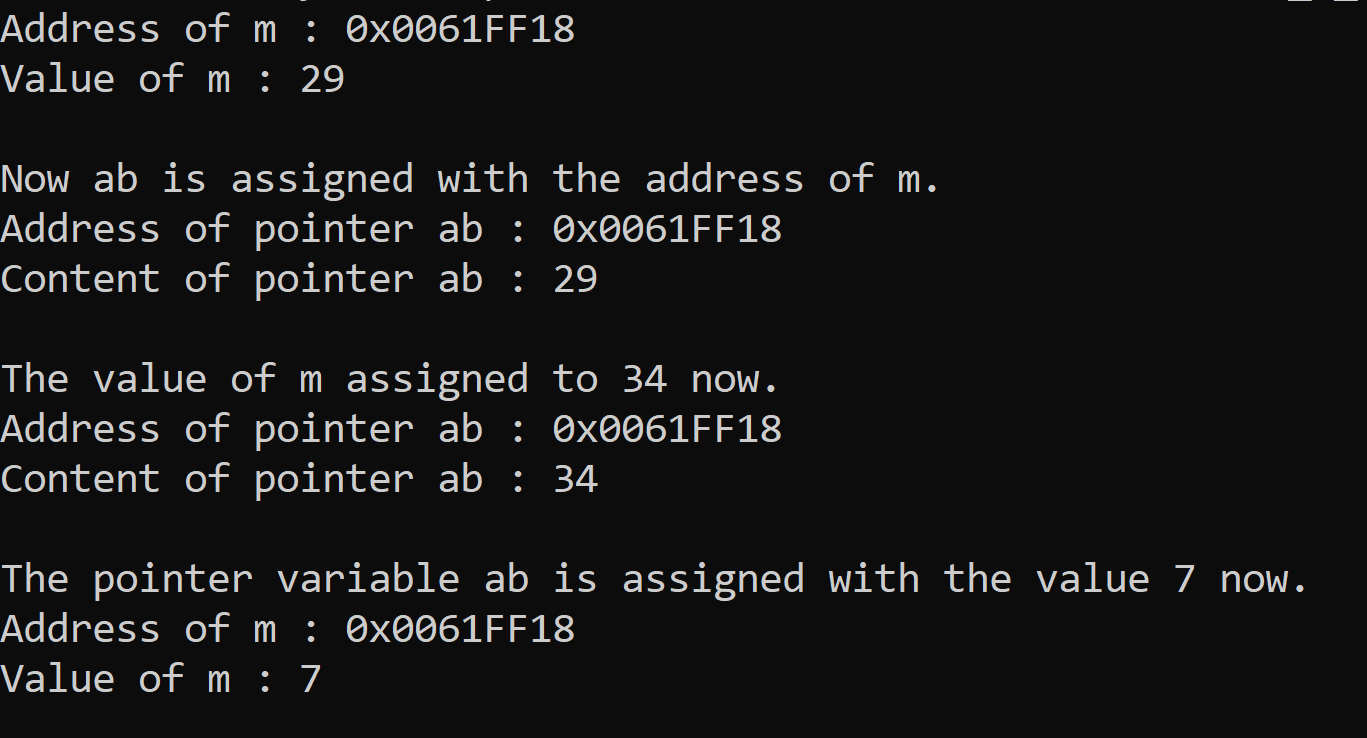 Address of m : 0x0061FF18
Value of m : 29
Now ab is assigned with the address of m.
Address of pointer ab : 0x0061FF18
Content of pointer ab : 29
The value of m assigned to 34 now.
Address of pointer ab : 0x0061FF18
Content of pointer ab : 34
The pointer variable ab is assigned with the value 7 now.
Address of m : 0x0061FF18
Value of m : 7